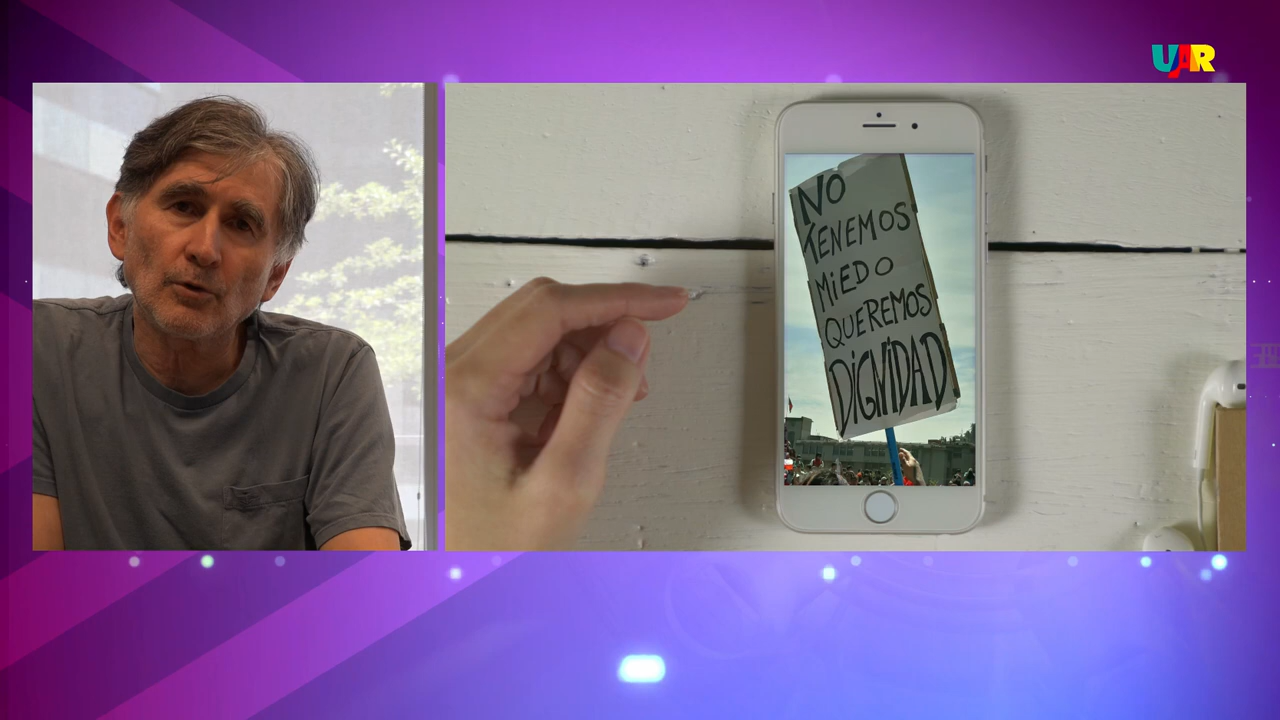 UAR
NO
TENEMOS
MiEDO
QUEREMOS
DiGNiDAD